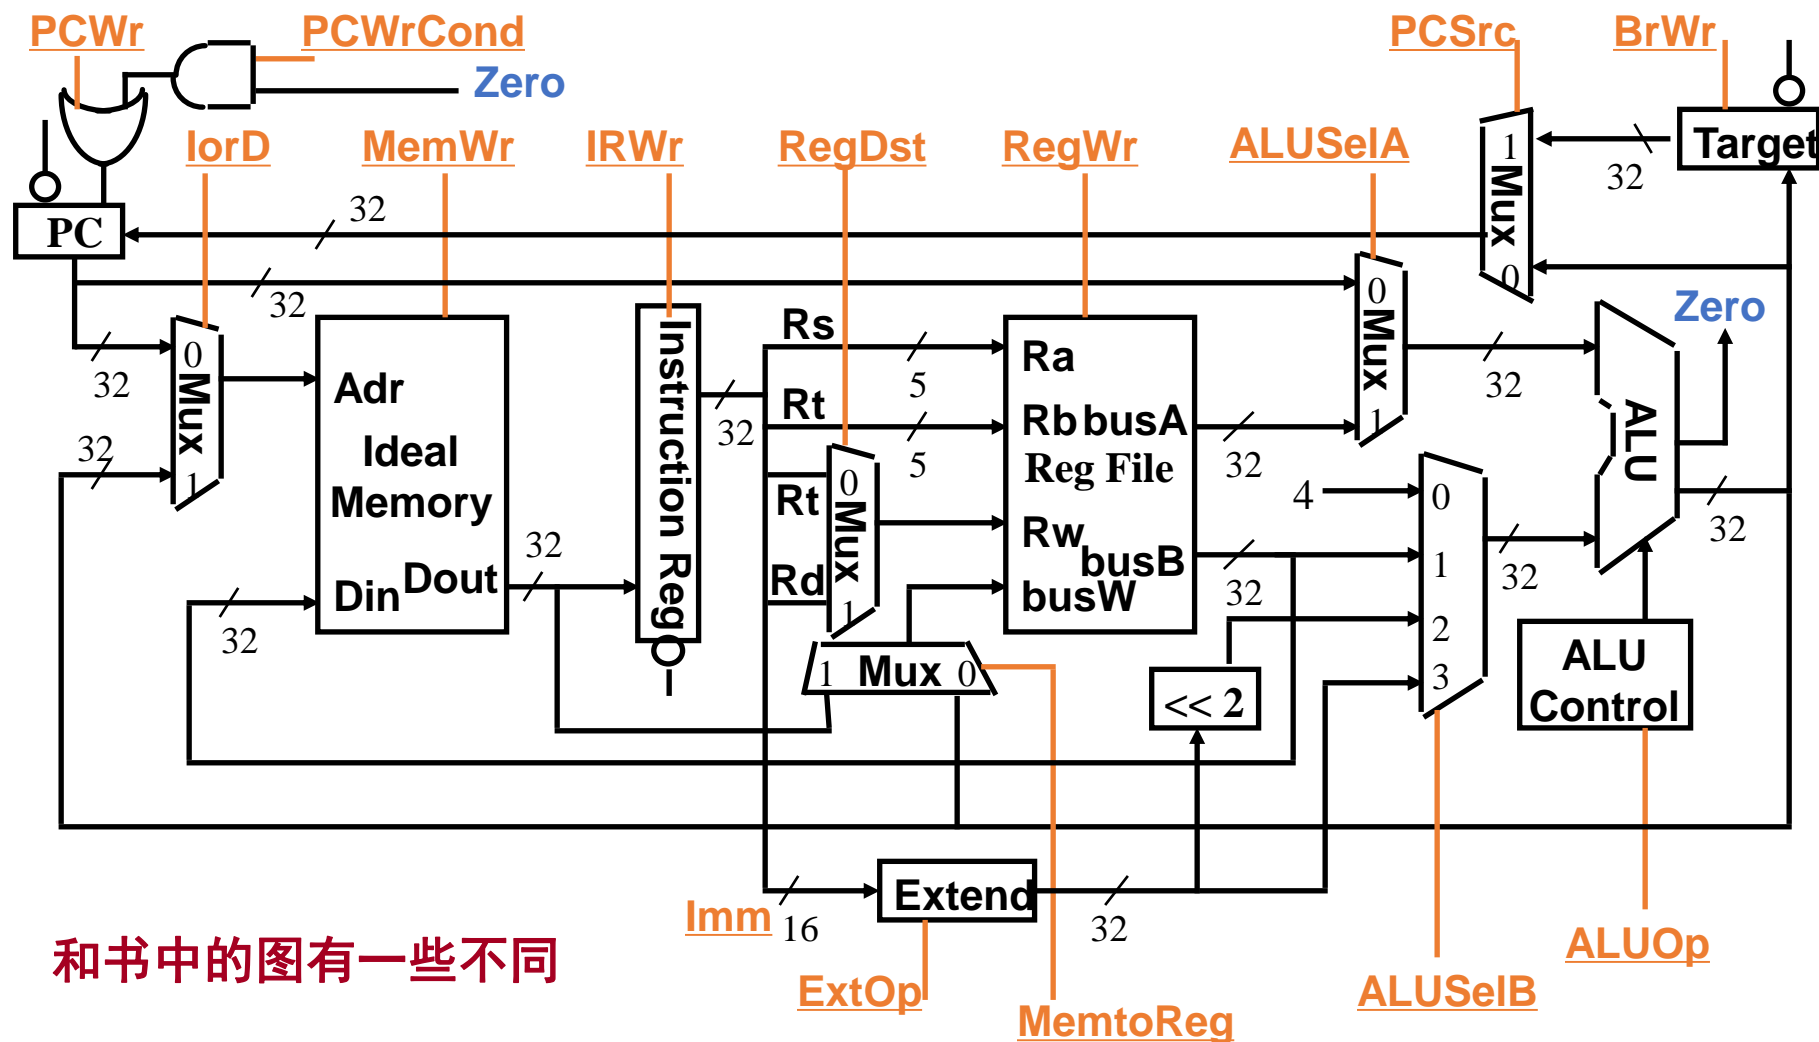 PCWr
PCWrCond
PCSrc
BrWr
Zero
IorD
MemWr
IRWr
RegDst
RegWr
ALUSelA
1
Mux
0
32
Target
PC
32
32
0
Mux
1
32
Zero
32
0
Mux
1
32
Adr
Ideal
Memory
Din
Dout
32
32
Instruction Reg
32
Rs
5
Rt
5
Rt
Rd
0
Mux
1
Ra
Rb
busA
Reg File
Rw
busB
busW
32
32
32
ALU
32
4
0
1
2
3
32
1 Mux 0
<< 2
ALU
Control
Imm
16
Extend
32
ExtOp
MemtoReg
ALUSelB
ALUOp
和书中的图有一些不同